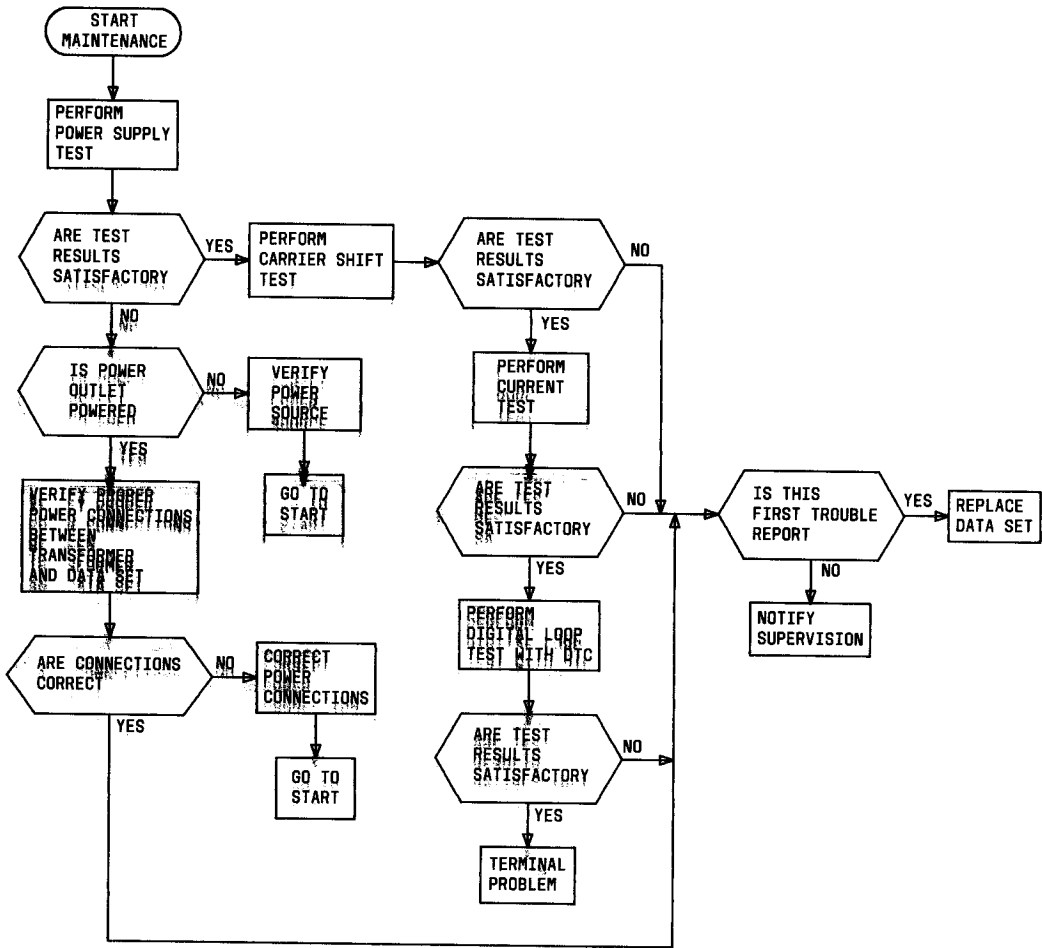 START
MAINTENANCE
PERFORM
POWER SUPPLY
TEST
ARE TEST
RESULTS
SATISFACTORY
YES
NO
PERFORM
CARRIER SHIFT
TEST
ARE TEST
RESULTS
SATISFACTORY
NO
YES
IS POWER
OUTLET
POWERED
NO
YES
VERIFY
POWER
SOURCE
GO TO
START
PERFORM
CURRENT
TEST
VERIFY PROPER
POWER CONNECTIONS
BETWEEN
TRANSFORMER
AND DATA SET
ARE TEST
RESULTS
SATISFACTORY
NO
YES
IS THIS
FIRST TROUBLE
REPORT
YES
NO
REPLACE
DATA SET
NOTIFY
SUPERVISION
PERFORM
DIGITAL LOOP
TEST WITH DTC
ARE CONNECTIONS
CORRECT
NO
YES
CORRECT
POWER
CONNECTIONS
GO TO
START
ARE TEST
RESULTS
SATISFACTORY
NO
YES
TERMINAL
PROBLEM